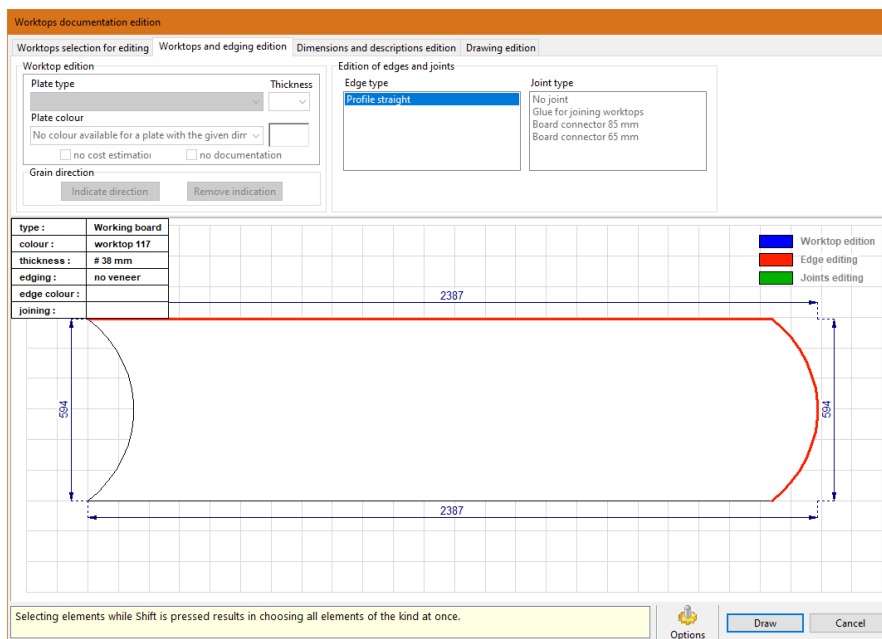 Worktops documentation edition
Worktops selection for editing Worktops and edging edition Dimensions and descriptions edition Drawing edition
Worktop edition
Plate type Thickness
Plate colour
No colour available for a plate with the given dim
no cost estimation
no documentation
Grain direction
Indicate direction Remove indication
Edition of edges and joints
Edge type
Profile straight
Joint type
No joint
Glue for joining worktops
Board connector 85 mm
Board connector 65 mm
type : Working board
colour : worktop 117
thickness : # 38 mm
edging : no veneer
edge colour :
joining :
Worktop edition
Edge editing
Joints editing
2387
594
594
2387
Selecting elements while Shift is pressed results in choosing all elements of the kind at once.
Options
Draw
Cancel